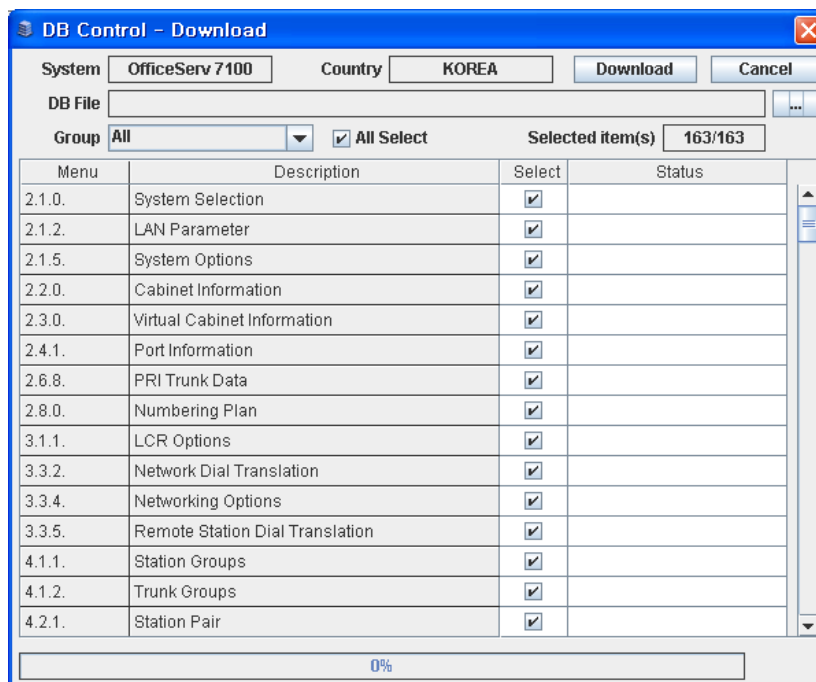 DB Control - Download
System OfficeServ 7100 Country KOREA Download Cancel
DB File ...
Group All All Select Selected item(s) 163/163
Menu Description Select Status
2.1.0. System Selection
2.1.2. LAN Parameter
2.1.5. System Options
2.2.0. Cabinet Information
2.3.0. Virtual Cabinet Information
2.4.1. Port Information
2.6.8. PRI Trunk Data
2.8.0. Numbering Plan
3.1.1. LCR Options
3.3.2. Network Dial Translation
3.3.4. Networking Options
3.3.5. Remote Station Dial Translation
4.1.1. Station Groups
4.1.2. Trunk Groups
4.2.1. Station Pair
0%